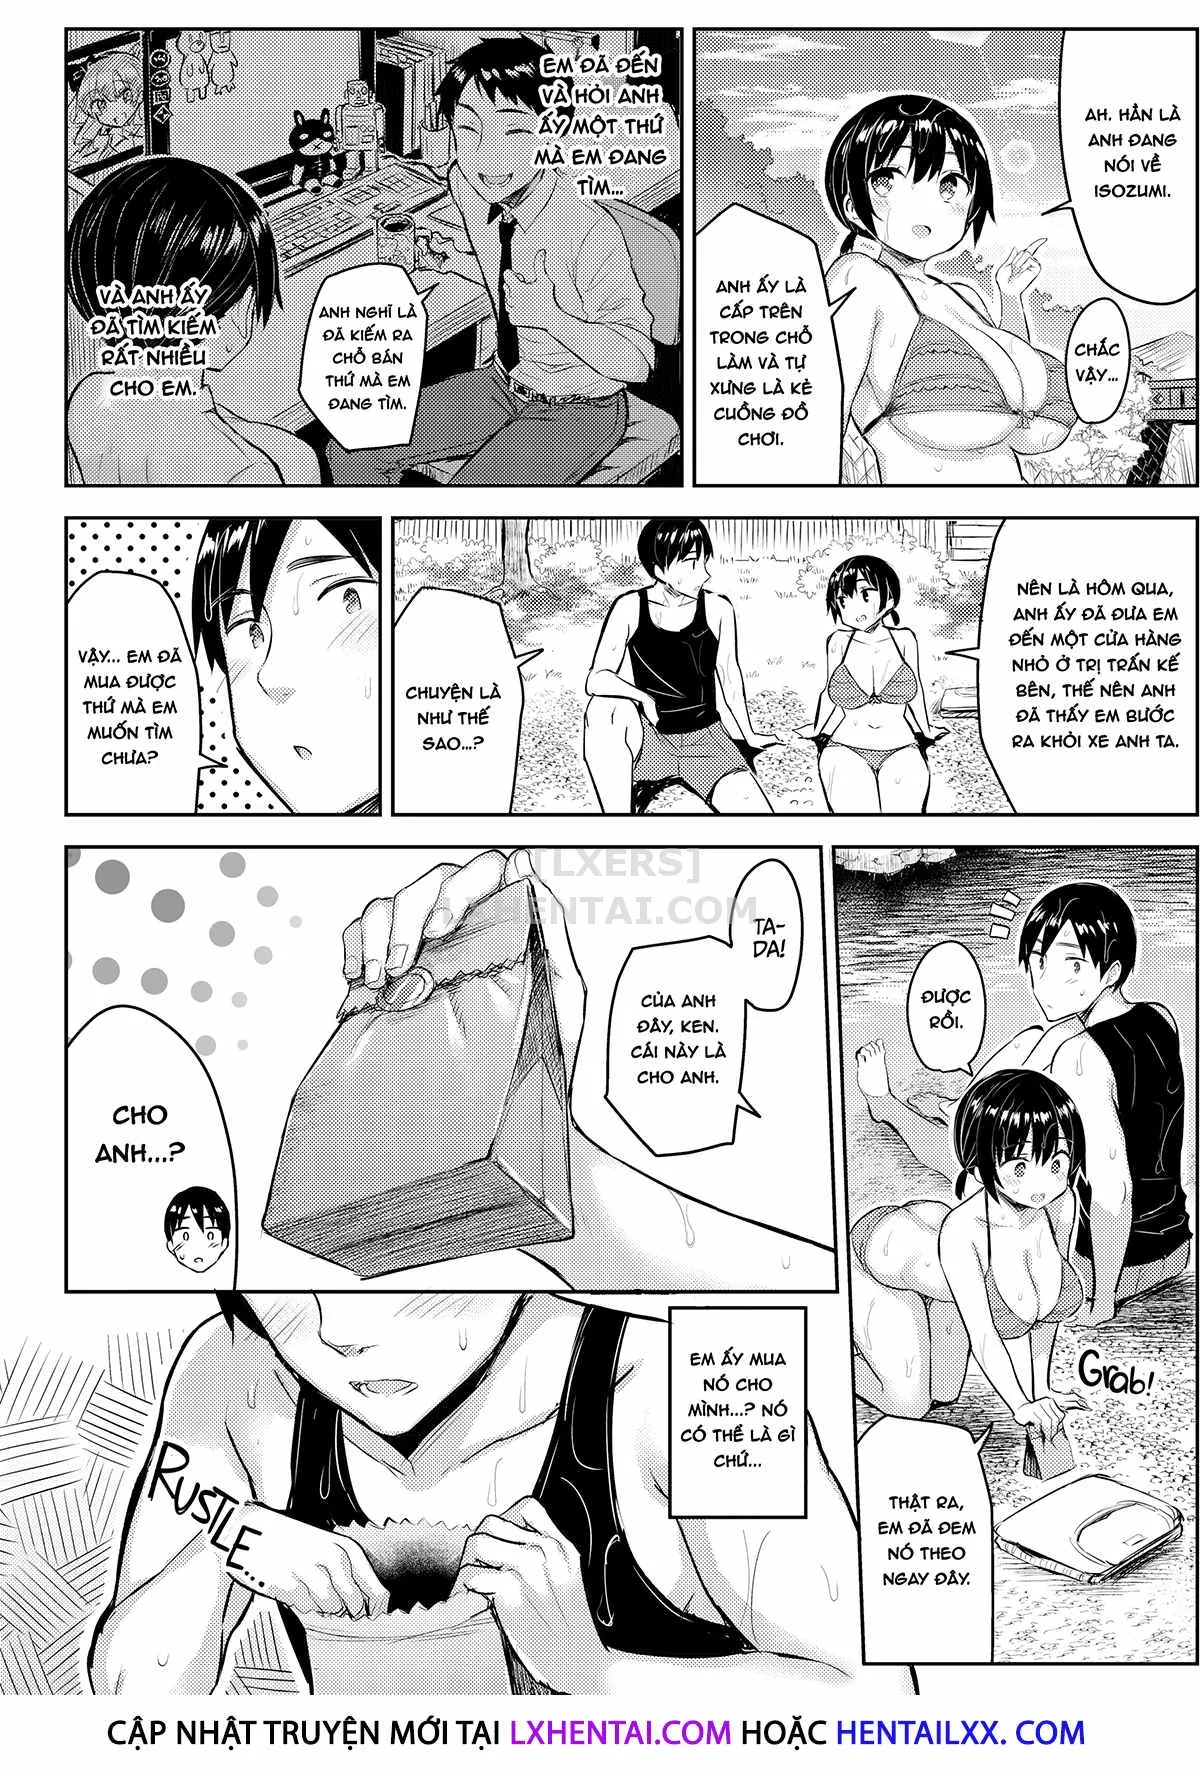 AH. HẲN LÀ
ANH ĐANG
NÓI VỀ
ISOZUMI.
CHẮC
VẬY...
ANH ẤY LÀ
CẤP TRÊN
TRONG CHỖ
LÀM VÀ TỰ
XƯNG LÀ KẺ
CUỒNG ĐỒ
CHƠI.
EM ĐÃ ĐẾN
VÀ HỎI ANH
ẤY MỘT THỨ
MÀ EM ĐANG
TÌM...
ANH NGHĨ LÀ
ĐÃ KIẾM RA
CHỖ BÁN
THỨ MÀ EM
ĐANG TÌM.
VÀ ANH ẤY
ĐÃ TÌM KIẾM
RẤT NHIỀU
CHO EM.
NÊN LÀ HÔM QUA,
ANH ẤY ĐÃ ĐƯA EM
ĐẾN MỘT CỬA HÀNG
NHỎ Ở TRỊ TRẤN KẾ
BÊN, THẾ NÊN ANH
ĐÃ THẤY EM BƯỚC
RA KHỎI XE ANH TA.
CHUYỆN LÀ
NHƯ THẾ
SAO...?
VẬY... EM ĐÃ
MUA ĐƯỢC
THỨ MÀ EM
MUỐN TÌM
CHƯA?
ĐƯỢC
RỒI.
Grab!
THẬT RA,
EM ĐÃ ĐEM
NÓ THEO
NGAY ĐÂY.
[LXERS]
LXHENTAI.COM
TA-
DA!
CỦA ANH
ĐÂY, KEN.
CÁI NÀY LÀ
CHO ANH.
CHO
ANH...?
EM ẤY MUA
NÓ CHO
MÌNH...? NÓ
CÓ THỂ LÀ GÌ
CHỨ...
RUSTLE...
CẬP NHẬT TRUYỆN MỚI TẠI LXHENTAI.COM HOẶC HENTAILXX. COM